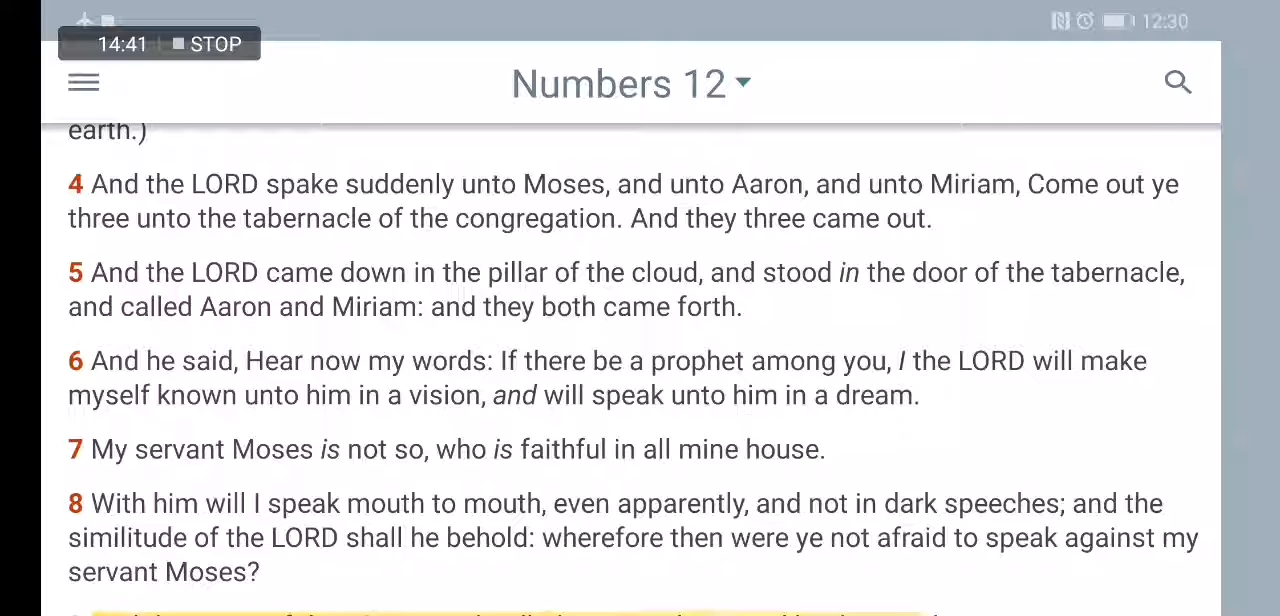 12:30
14:41 STOP
Numbers 12
earth.)
4 And the LORD spake suddenly unto Moses, and unto Aaron, and unto Miriam, Come out ye
three unto the tabernacle of the congregation. And they three came out.
5 And the LORD came down in the pillar of the cloud, and stood in the door of the tabernacle,
and called Aaron and Miriam: and they both came forth.
6 And he said, Hear now my words: If there be a prophet among you, I the LORD will make
myself known unto him in a vision, and will speak unto him in a dream.
7 My servant Moses is not so, who is faithful in all mine house.
8 With him will I speak mouth to mouth, even apparently, and not in dark speeches; and the
similitude of the LORD shall he behold: wherefore then were ye not afraid to speak against my
servant Moses?